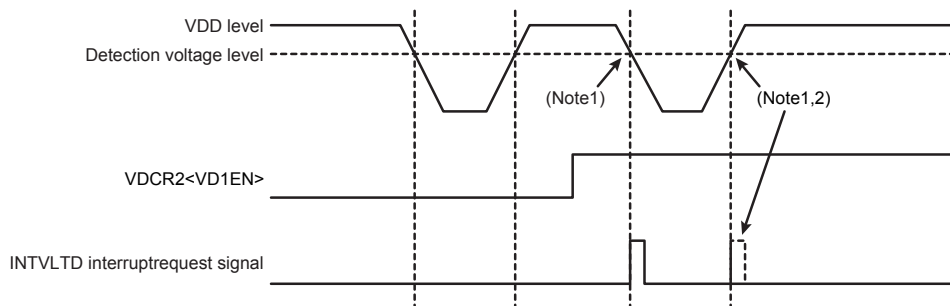 VDD level
Detection voltage level
(Note1)
(Note1,2)
VDCR2<VD1EN>
INTVLTD interruptrequest signal